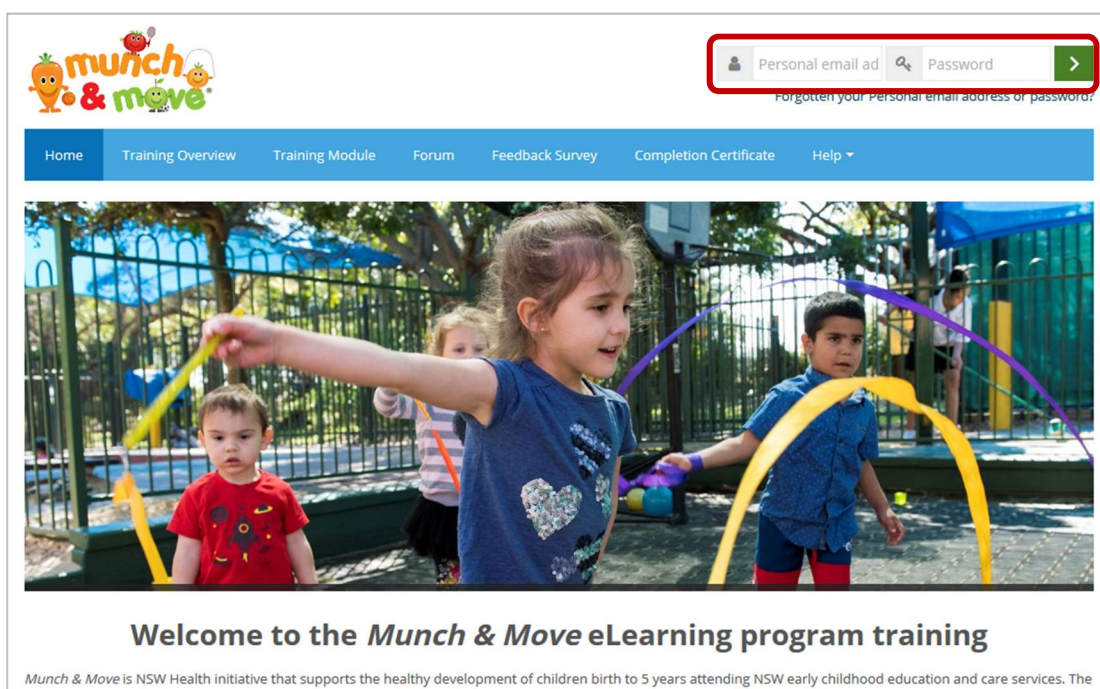 munch
& move
Personal email ad Password
Forgotten your Personal email address or password?
Home Training Overview Training Module Forum Feedback Survey Completion Certificate Help
Welcome to the Munch & Move eLearning program training
Munch & Move is NSW Health initiative that supports the healthy development of children birth to 5 years attending NSW early childhood education and care services. The